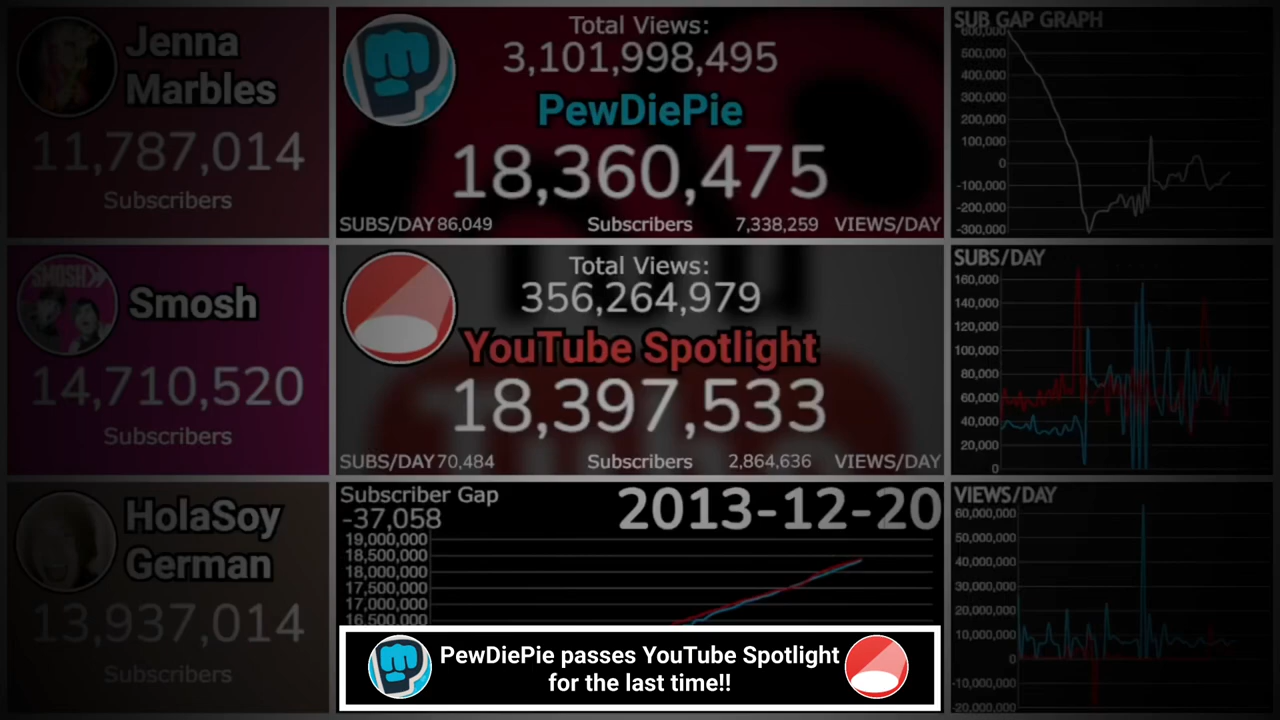 Jenna
Marbles
11,787,014
Subscribers
SMOSH
Smosh
14,710,520
Subscribers
HolaSoy
German
13,937,014
Subscribers
Total Views:
3,101,998,495
PewDiePie
18,360,475
SUBS/DAY 86,049 Subscribers 7,338,259 VIEWS/DAY
Total Views:
356,264,979
YouTube Spotlight
18,397,533
SUBS/DAY 70,484 Subscribers 2,864,636 VIEWS/DAY
Subscriber Gap
-37,058
2013-12-20
19,000,000
18,500,000
18,000,000
17,500,000
17,000,000
16,500,000
PewDiePie passes YouTube Spotlight
for the last time!!
SUB GAP GRAPH
600,000
500,000
400,000
300,000
200,000
100,000
0
-100,000
-200,000
-300,000
SUBS/DAY
160,000
140,000
120,000
100,000
80,000
60,000
40,000
20,000
0
VIEWS/DAY
60,000,000
50,000,000
40,000,000
30,000,000
20,000,000
10,000,000
0
-10,000,000
-20,000,000